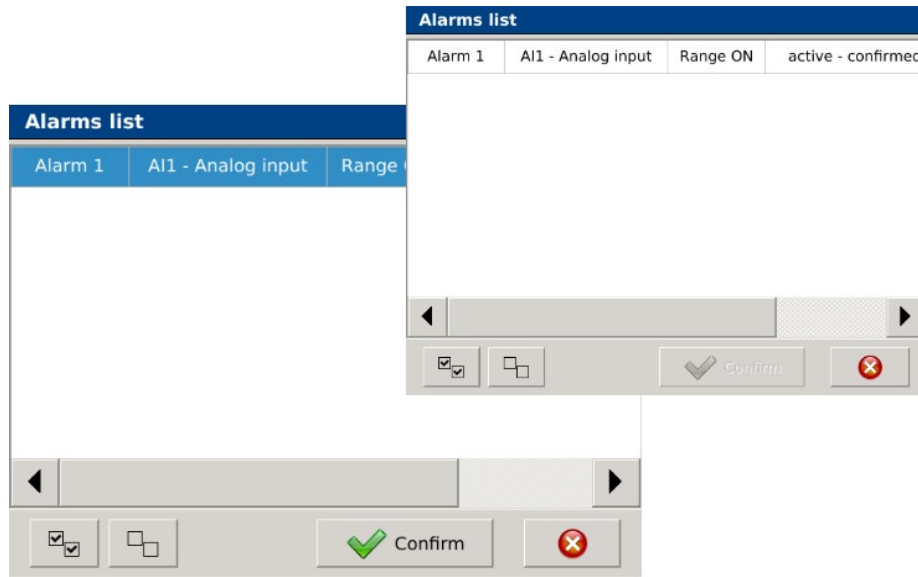 Alarms list
Alarm 1 AI1 - Analog input Range ON active - confirmed
Confirm
Alarms list
Alarm 1 AI1 - Analog input Range
Confirm